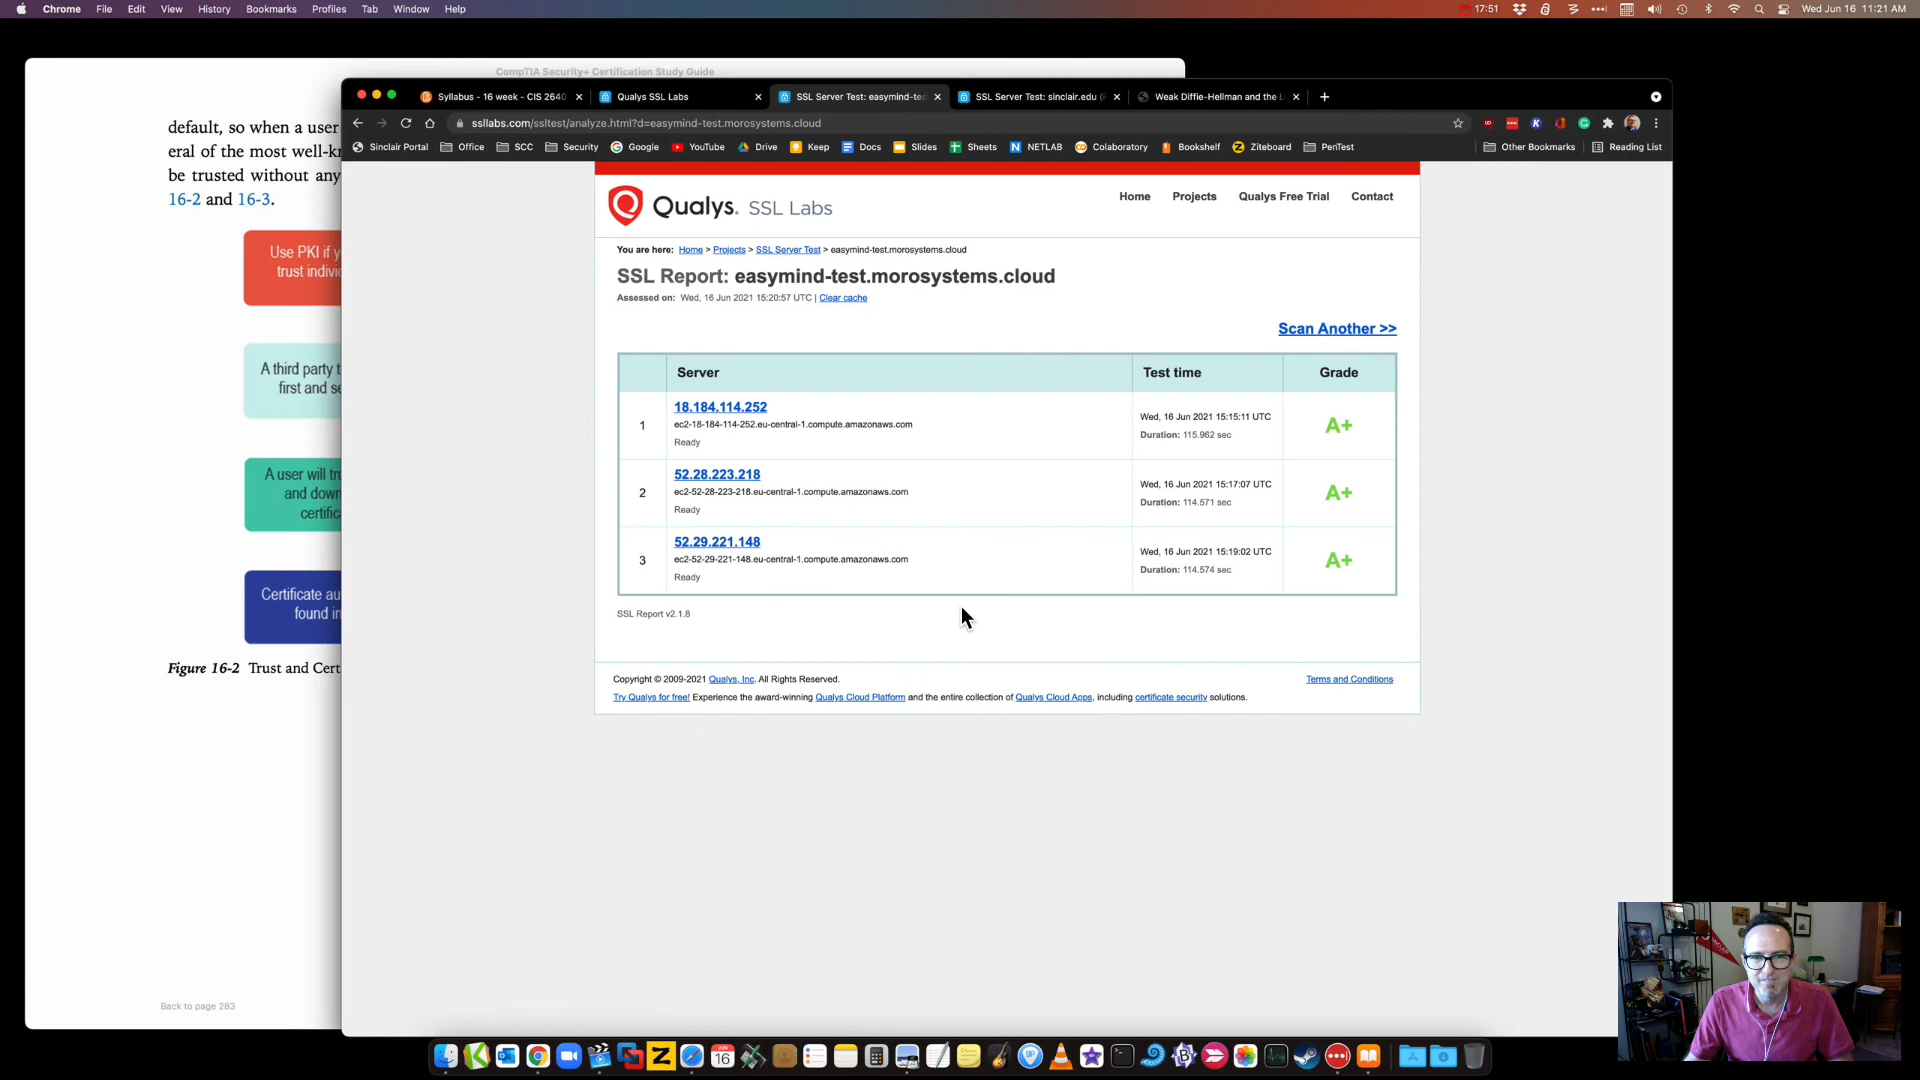 Chrome File Edit View History Bookmarks Profiles Tab Window Help
17:51
Wed Jun 16 11:21 AM
CompTIA Security+ Certification Study Guide
default, so when a user
eral of the most well-kn
be trusted without any
16-2 and 16-3.
Use PKI if y
trust individ
A third party t
first and se
A user will tru
and down
certific
Certificate au
found in
Figure 16-2 Trust and Cert
Back to page 283
Syllabus - 16 week - CIS 2640
Qualys SSL Labs
SSL Server Test: easymind-tes
SSL Server Test: sinclair.edu (P
Weak Diffie-Hellman and the L
ssllabs.com/ssltest/analyze.html?d=easymind-test.morosystems.cloud
Sinclair Portal Office SCC Security Google YouTube Drive Keep Docs Slides Sheets NETLAB Colaboratory Bookshelf Ziteboard PenTest Other Bookmarks Reading List
Qualys. SSL Labs
Home Projects Qualys Free Trial Contact
You are here: Home > Projects > SSL Server Test > easymind-test.morosystems.cloud
SSL Report: easymind-test.morosystems.cloud
Assessed on: Wed, 16 Jun 2021 15:20:57 UTC | Clear cache
Scan Another >>
Server Test time Grade
1
18.184.114.252
ec2-18-184-114-252.eu-central-1.compute.amazonaws.com
Ready
Wed, 16 Jun 2021 15:15:11 UTC
Duration: 115.962 sec
A+
2
52.28.223.218
ec2-52-28-223-218.eu-central-1.compute.amazonaws.com
Ready
Wed, 16 Jun 2021 15:17:07 UTC
Duration: 114.571 sec
A+
3
52.29.221.148
ec2-52-29-221-148.eu-central-1.compute.amazonaws.com
Ready
Wed, 16 Jun 2021 15:19:02 UTC
Duration: 114.574 sec
A+
SSL Report v2.1.8
Copyright © 2009-2021 Qualys, Inc. All Rights Reserved.
Terms and Conditions
Try Qualys for free! Experience the award-winning Qualys Cloud Platform and the entire collection of Qualys Cloud Apps, including certificate security solutions.
JUN
16